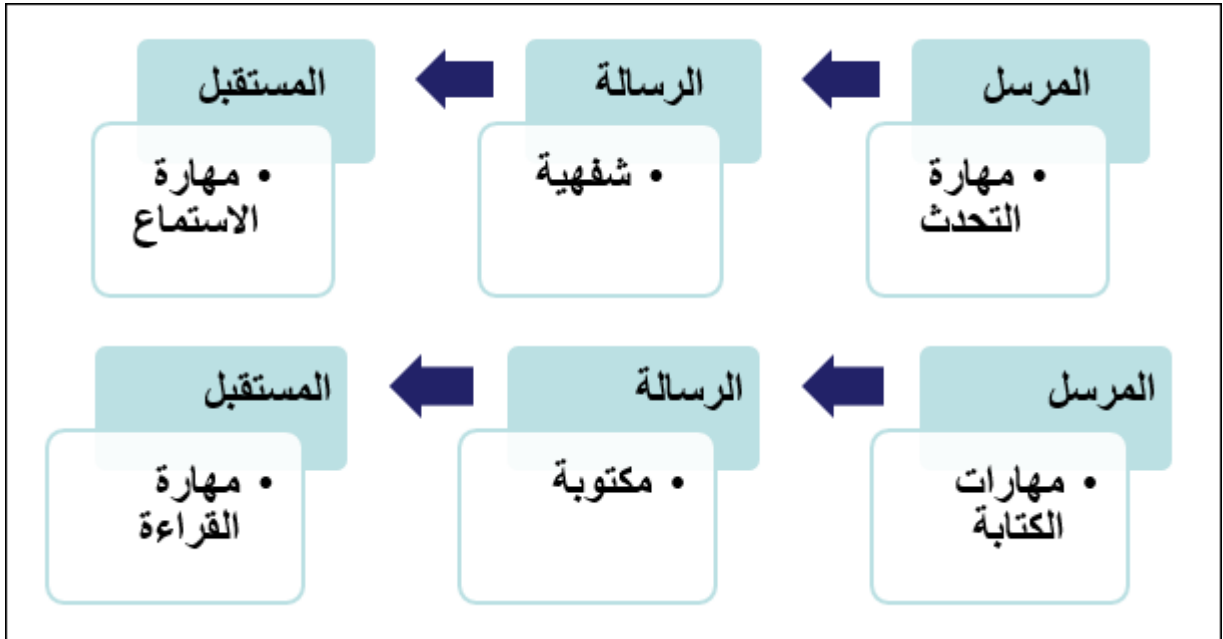 المرسل
• مهارة
التحدث
الرسالة
• شفهية
المستقبل
• مهارة
الاستماع
المرسل
• مهارات
الكتابة
الرسالة
• مكتوبة
المستقبل
• مهارة
القراءة